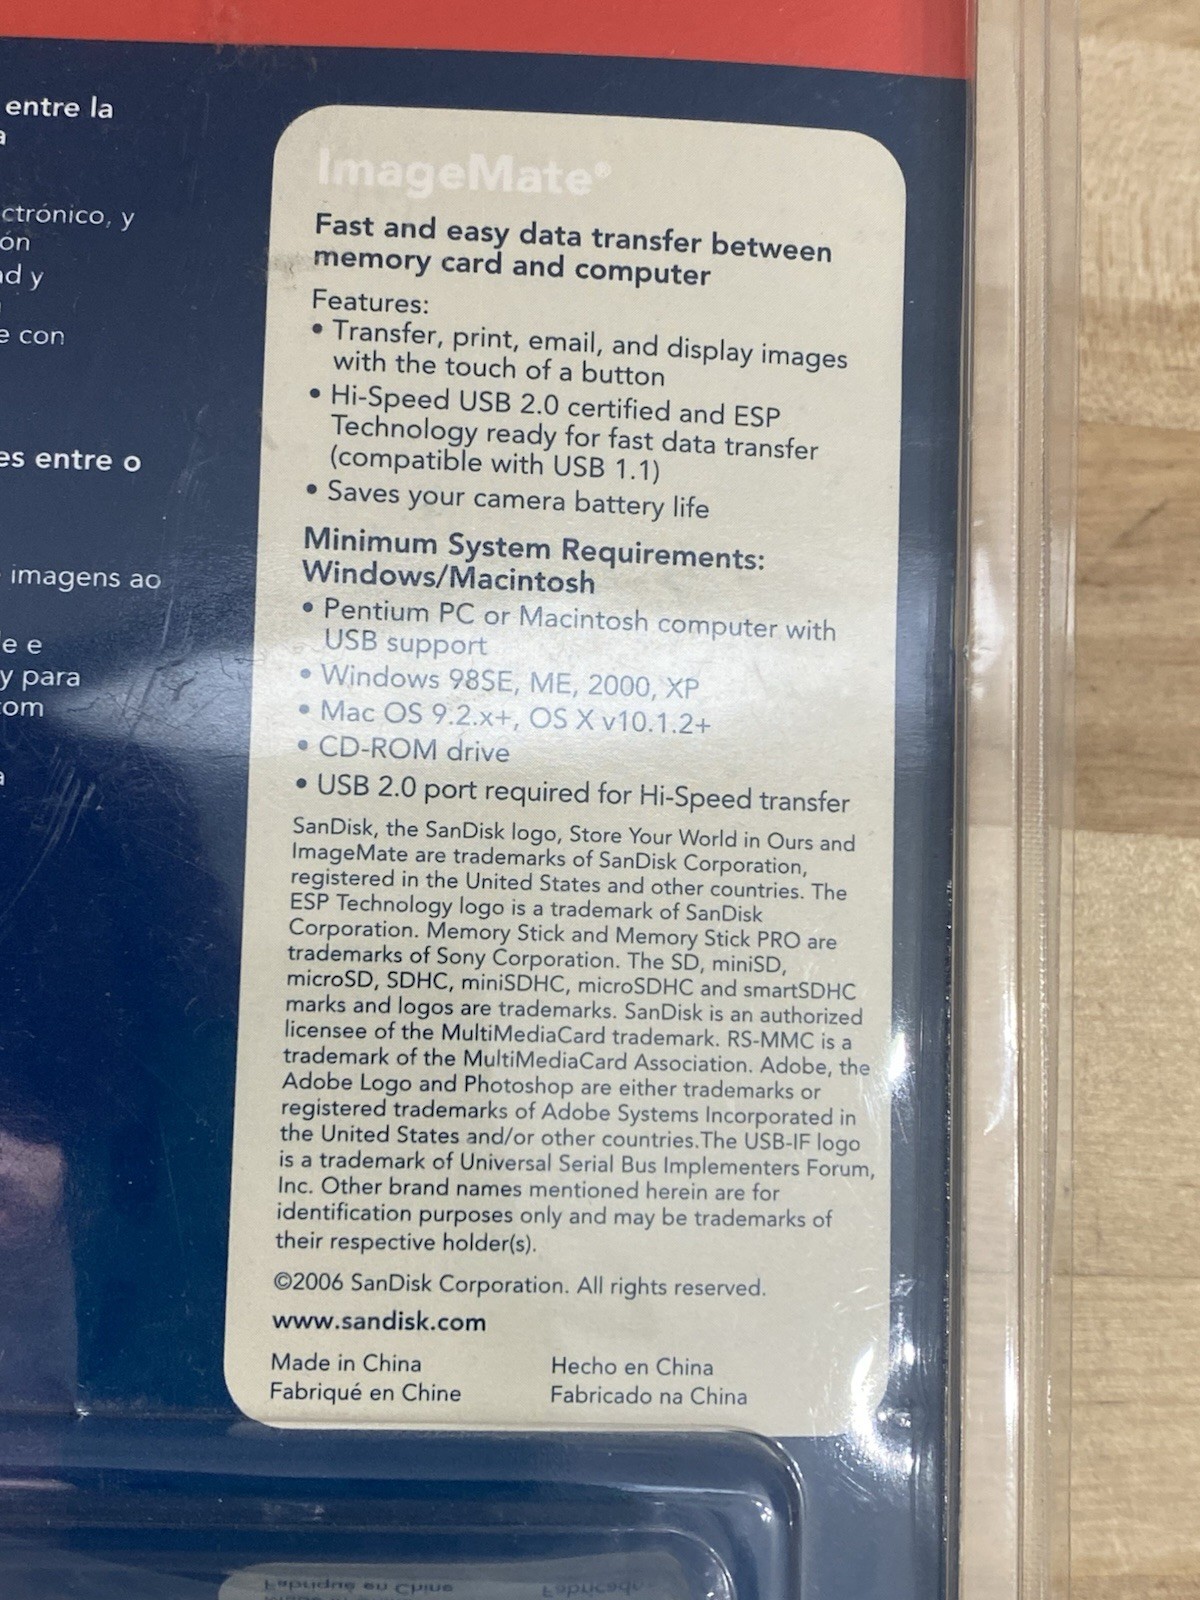 entre la
a
ctrónico, y
ón
ad y
e con
es entre o
imagens ao
e e
y para
com
a
ImageMate®
Fast and easy data transfer between
memory card and computer
Features:
• Transfer, print, email, and display images
with the touch of a button
• Hi-Speed USB 2.0 certified and ESP
Technology ready for fast data transfer
(compatible with USB 1.1)
• Saves your camera battery life
Minimum System Requirements:
Windows/Macintosh
• Pentium PC or Macintosh computer with
USB support
• Windows 98SE, ME, 2000, XP
• Mac OS 9.2.x+, OS X v10.1.2+
• CD-ROM drive
• USB 2.0 port required for Hi-Speed transfer
SanDisk, the SanDisk logo, Store Your World in Ours and
ImageMate are trademarks of SanDisk Corporation,
registered in the United States and other countries. The
ESP Technology logo is a trademark of SanDisk
Corporation. Memory Stick and Memory Stick PRO are
trademarks of Sony Corporation. The SD, miniSD,
microSD, SDHC, miniSDHC, microSDHC and smartSDHC
marks and logos are trademarks. SanDisk is an authorized
licensee of the MultiMediaCard trademark. RS-MMC is a
trademark of the MultiMediaCard Association. Adobe, the
Adobe Logo and Photoshop are either trademarks or
registered trademarks of Adobe Systems Incorporated in
the United States and/or other countries.The USB-IF logo
is a trademark of Universal Serial Bus Implementers Forum,
Inc. Other brand names mentioned herein are for
identification purposes only and may be trademarks of
their respective holder(s).
©2006 SanDisk Corporation. All rights reserved.
www.sandisk.com
Made in China Hecho en China
Fabriqué en Chine Fabricado na China